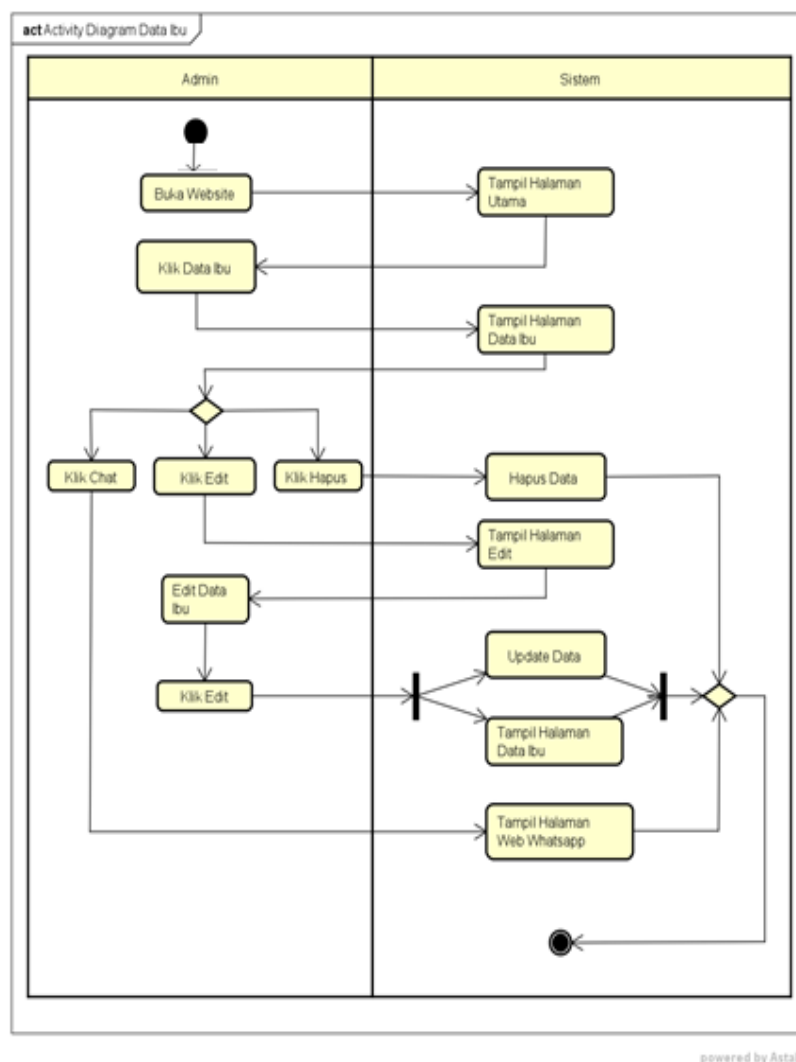 act Activity Diagram Data Ibu
Admin
Sistem
Buka Website
Tampil Halaman
Utama
Klik Data Ibu
Tampil Halaman
Data Ibu
Klik Chat
Klik Edit
Klik Hapus
Hapus Data
Tampil Halaman
Edit
Edit Data
Ibu
Update Data
Klik Edit
Tampil Halaman
Data Ibu
Tampil Halaman
Web Whatsapp
powered by